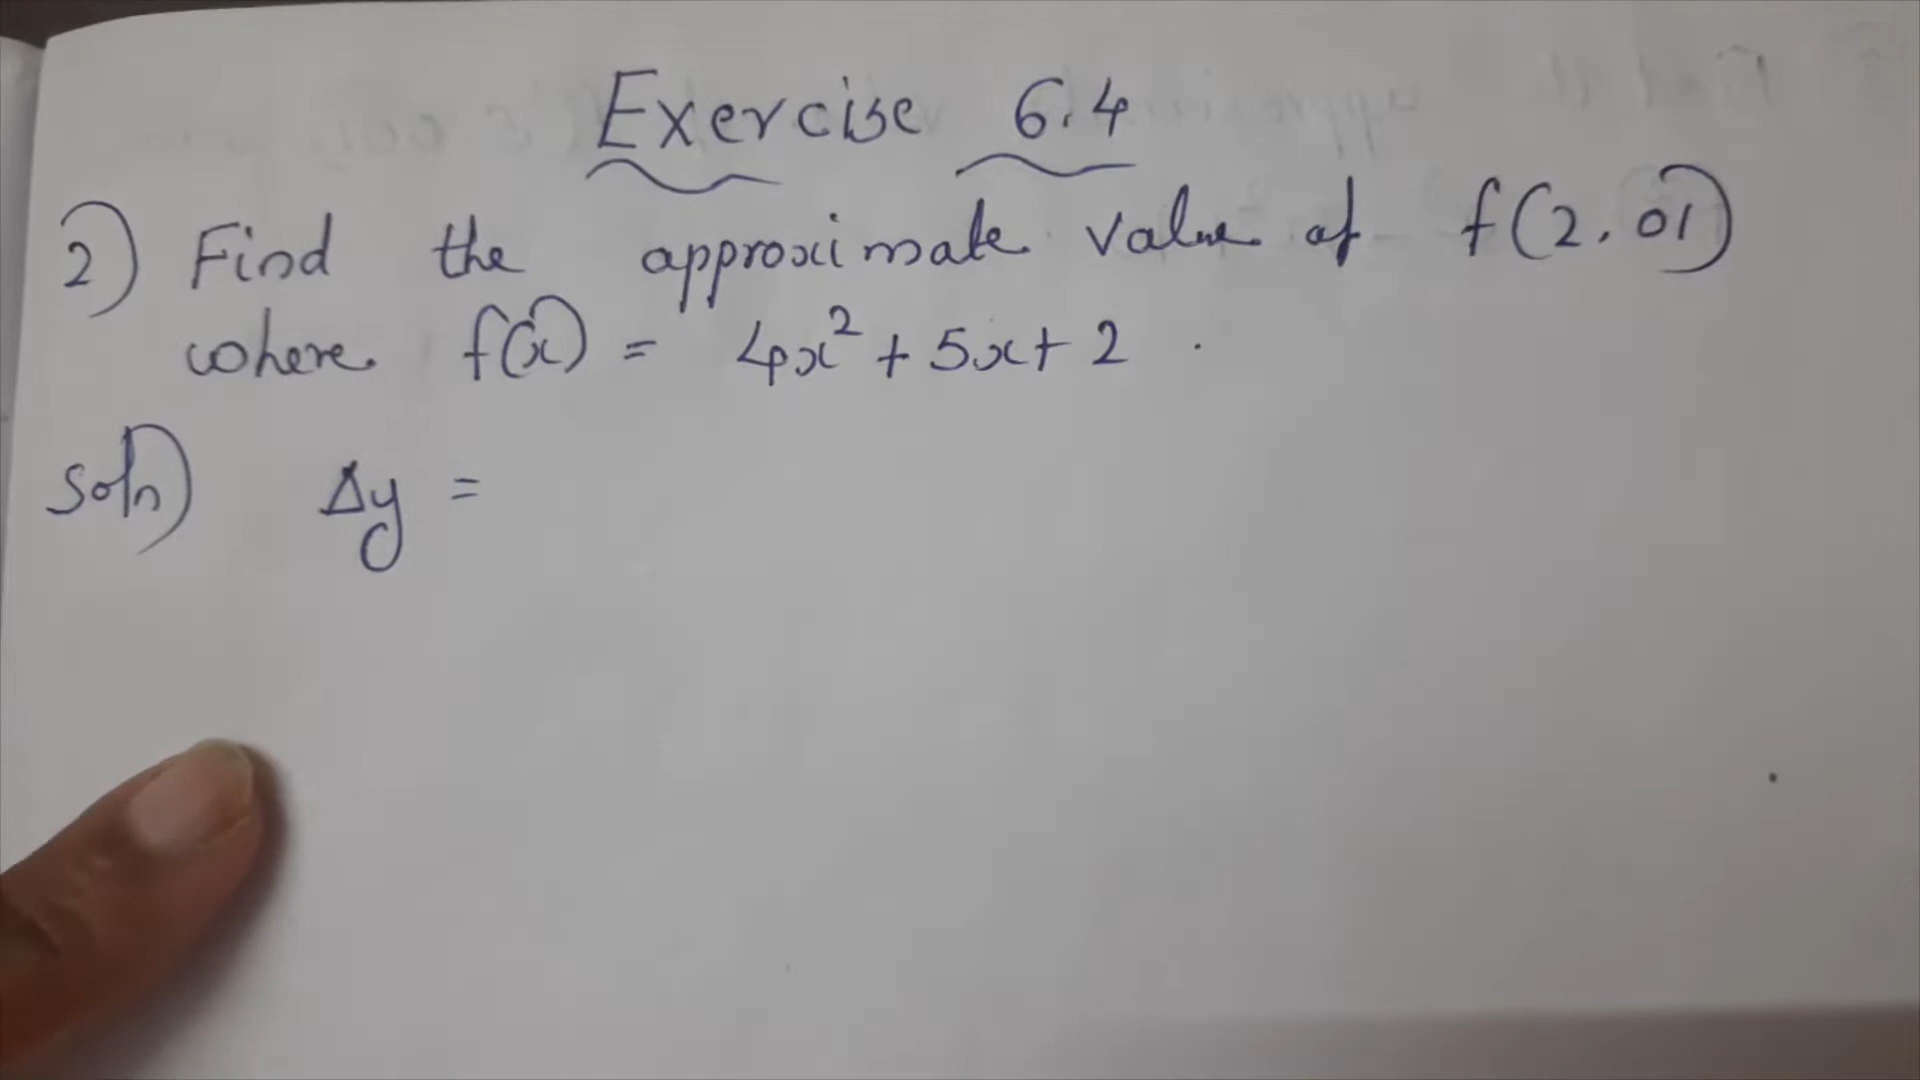 Exercise 6.4
2) Find the approximate value of f(2.01)
where f(x) = 4x² + 5x + 2 .
Soln) Δy =